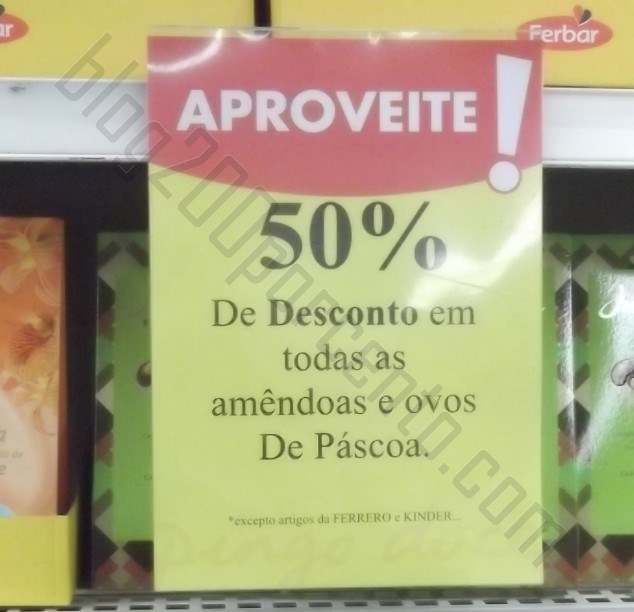 Ferbar
APROVEITE!
50%
De Desconto em
todas as
amêndoas e ovos
De Páscoa.
*excepto artigos da FERRERO e KINDER...
blog200porcento.com